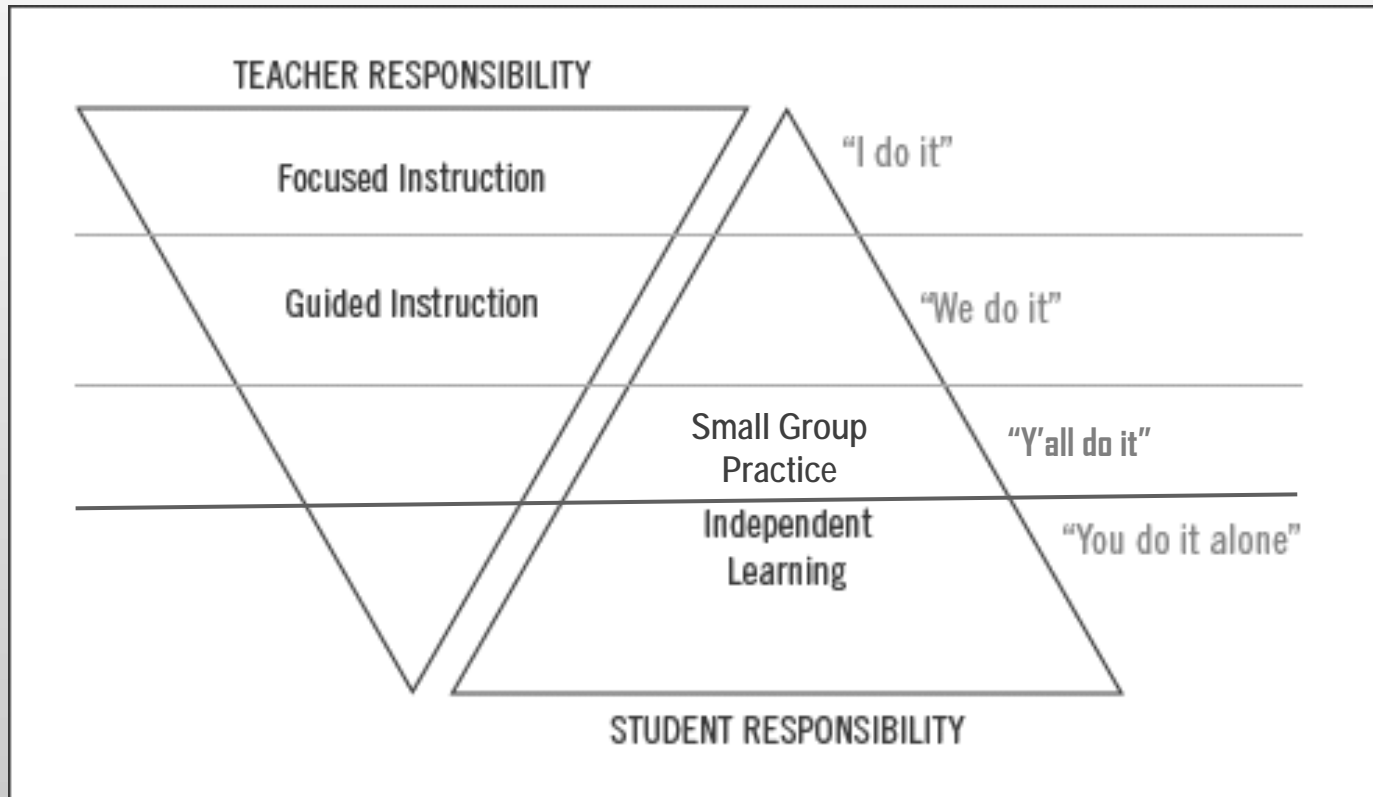 TEACHER RESPONSIBILITY
Focused Instruction
“I do it”
Guided Instruction
“We do it”
Small Group
Practice
“Y’all do it”
Independent
Learning
“You do it alone”
STUDENT RESPONSIBILITY